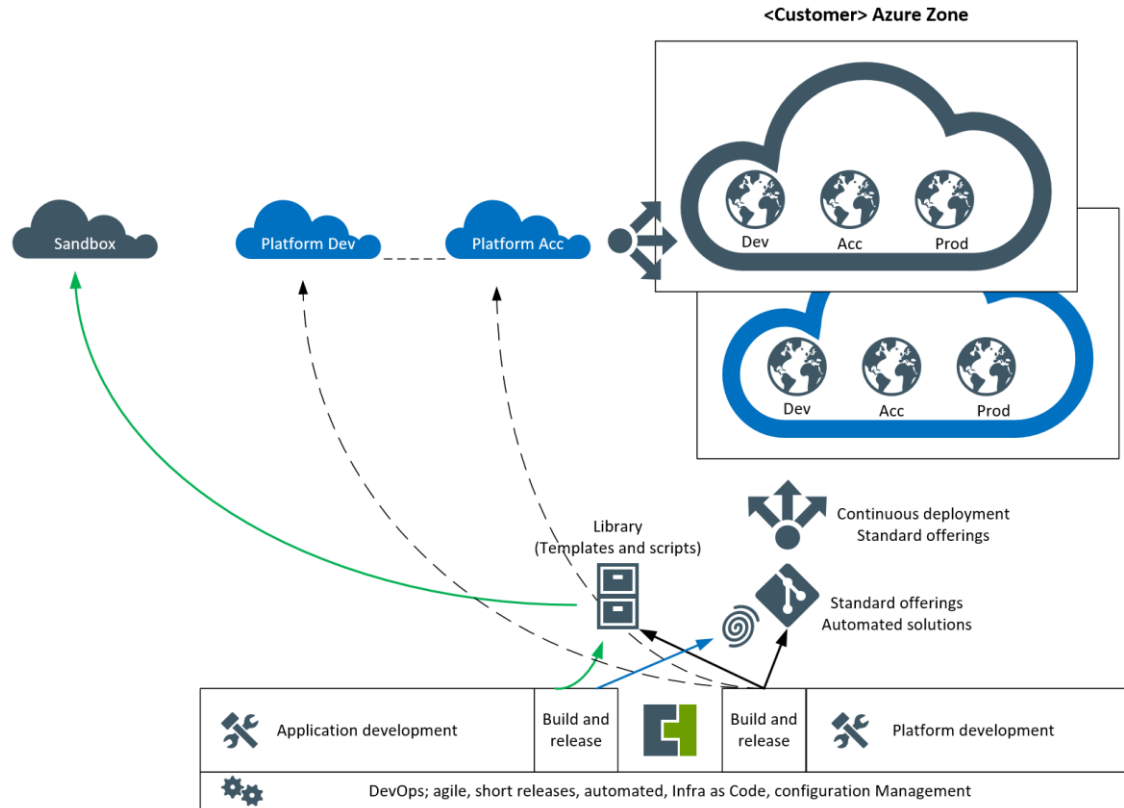 <Customer> Azure Zone
Sandbox
Platform Dev
Platform Acc
Dev
Acc
Prod
Dev
Acc
Prod
Continuous deployment
Standard offerings
Library
(Templates and scripts)
Standard offerings
Automated solutions
Application development
Build and
release
Build and
release
Platform development
DevOps; agile, short releases, automated, Infra as Code, configuration Management